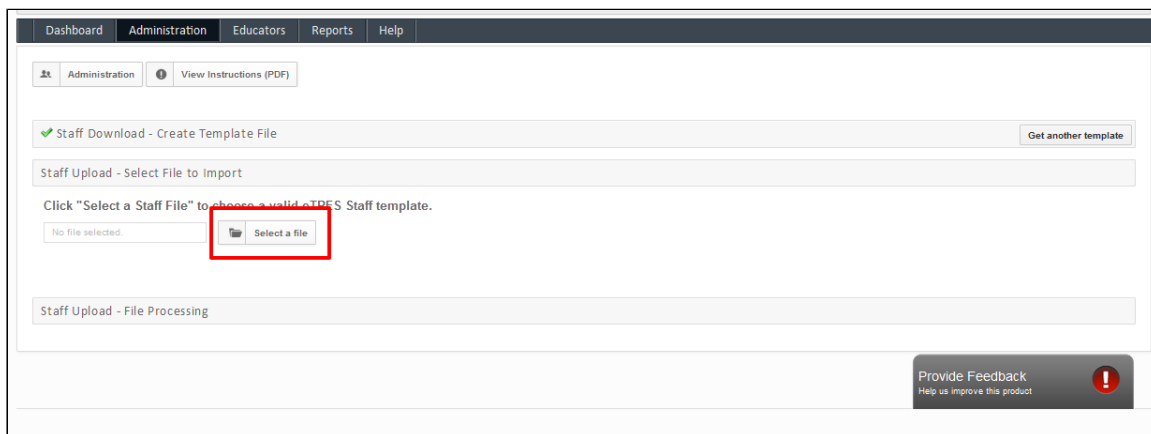 Dashboard Administration Educators Reports Help
Administration View Instructions (PDF)
Staff Download - Create Template File Get another template
Staff Upload - Select File to Import
Click "Select a Staff File" to choose a valid eTPES Staff template.
No file selected. Select a file
Staff Upload - File Processing
Provide Feedback
Help us improve this product